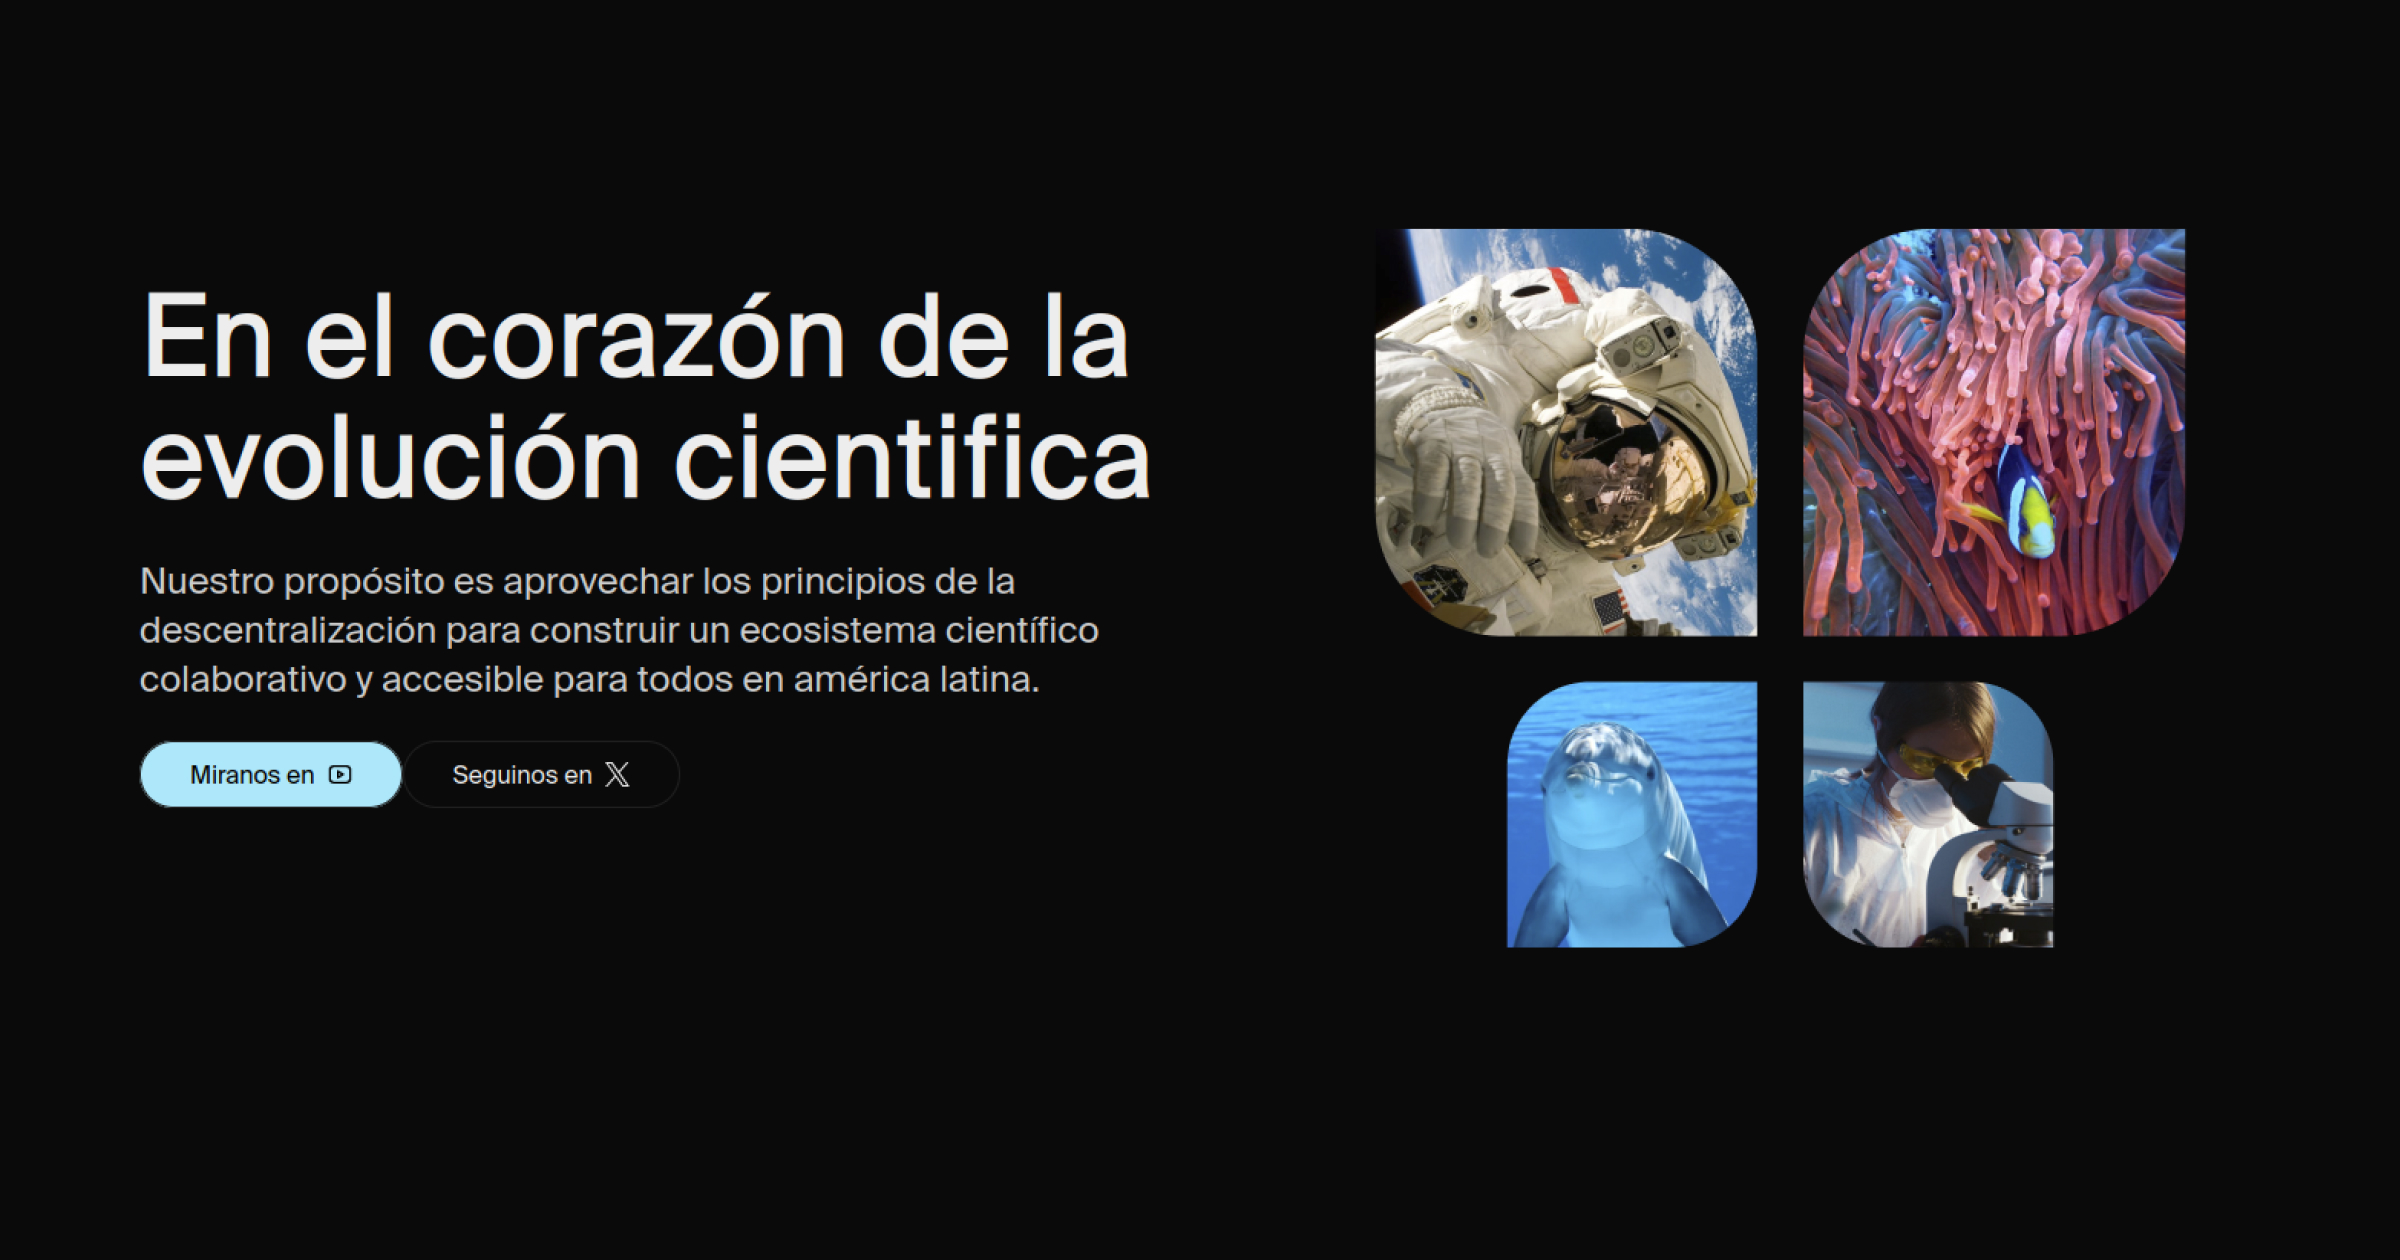 En el corazón de la
evolución cientifica
Nuestro propósito es aprovechar los principios de la
descentralización para construir un ecosistema científico
colaborativo y accesible para todos en américa latina.
Miranos en
Seguinos en